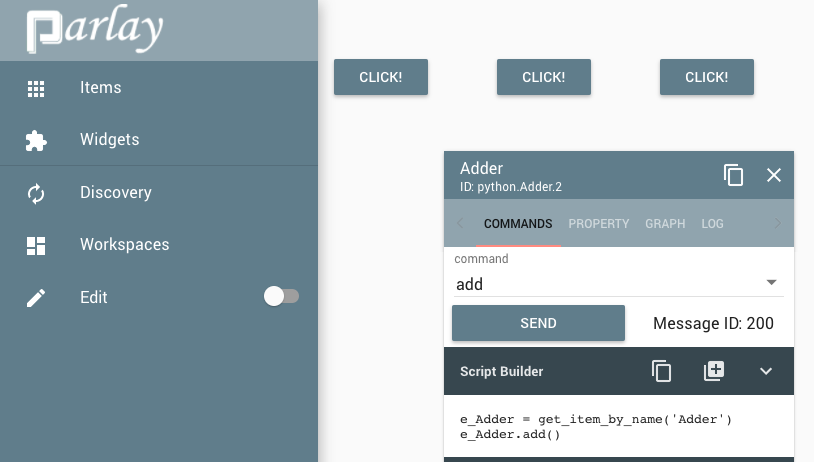 Parlay
Items
Widgets
Discovery
Workspaces
Edit
CLICK! CLICK! CLICK!
Adder
ID: python.Adder.2
COMMANDS PROPERTY GRAPH LOG
command
add
SEND Message ID: 200
Script Builder
e_Adder = get_item_by_name('Adder')
e_Adder.add()